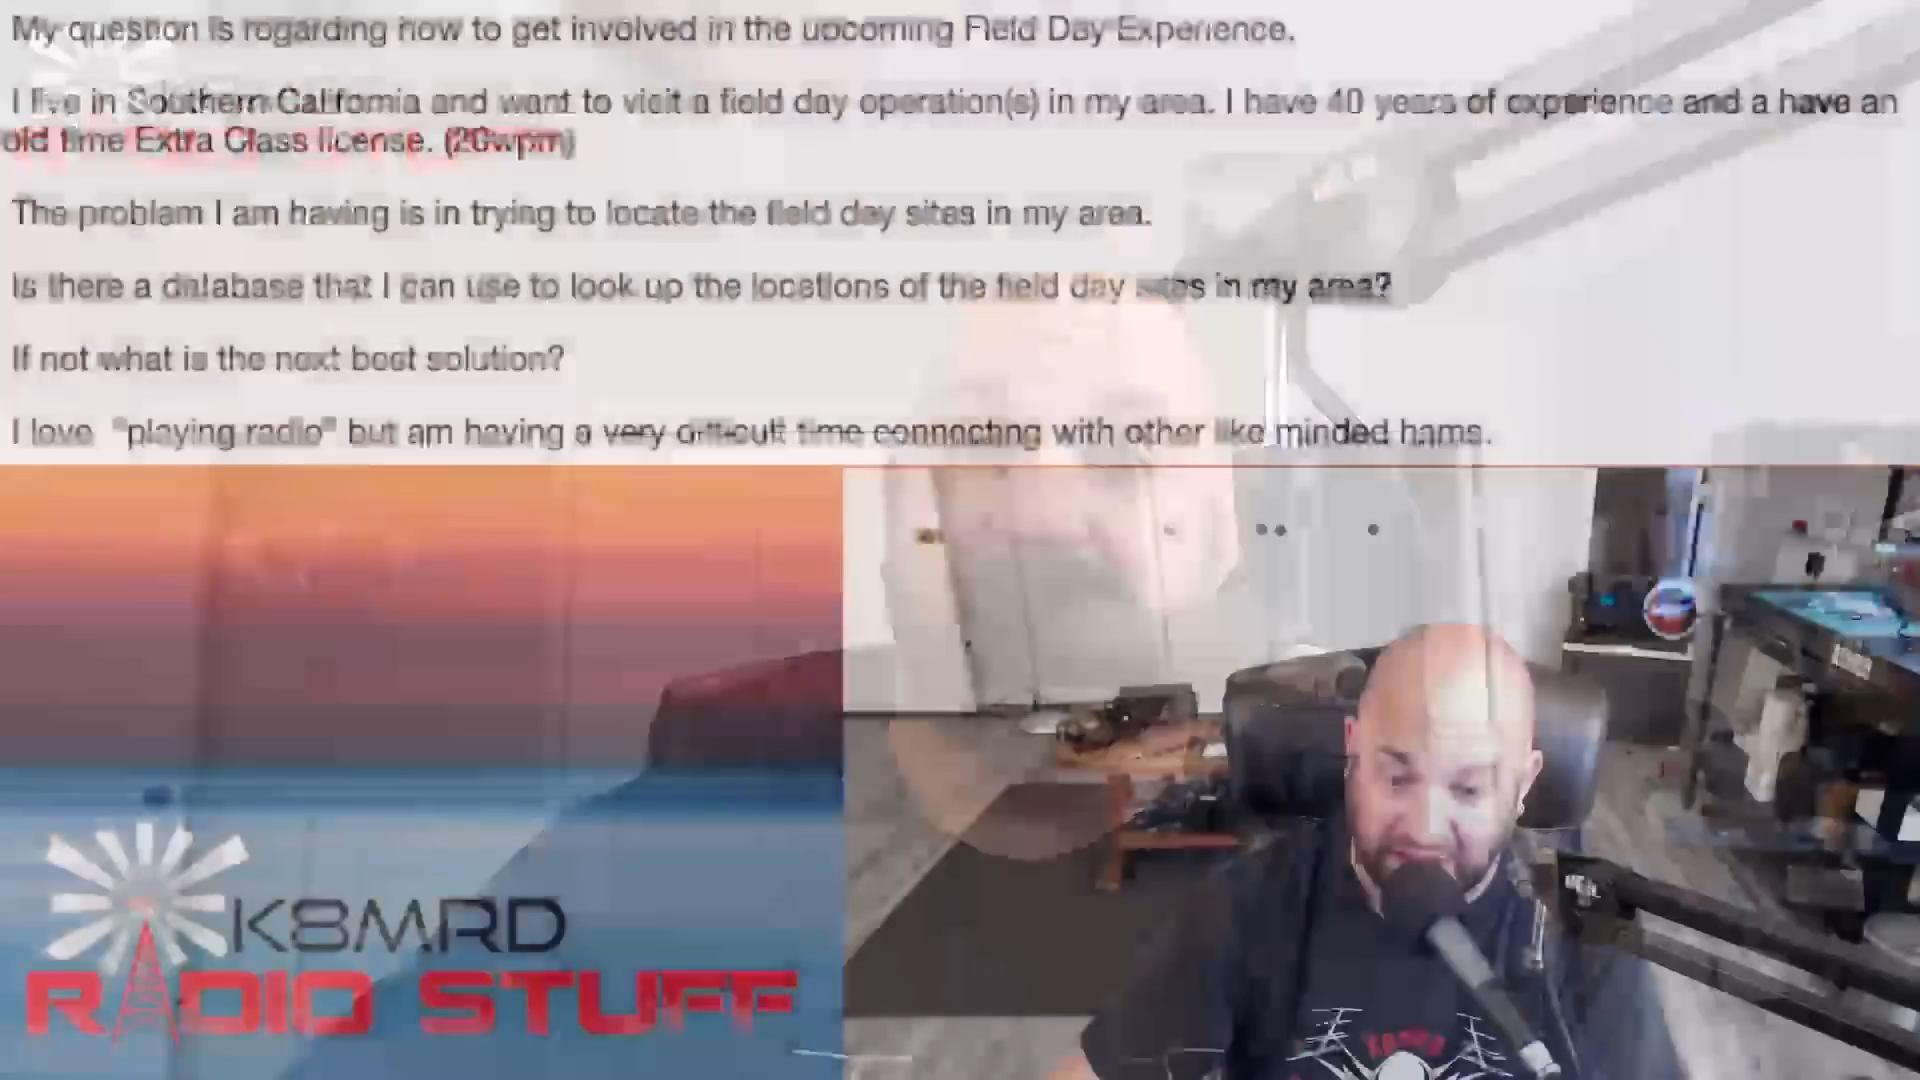 My question is regarding how to get involved in the upcoming Field Day Experience.
I live in Southern California and want to visit a field day operation(s) in my area. I have 40 years of experience and a have an
old time Extra Class license. (20wpm)
The problem I am having is in trying to locate the field day sites in my area.
Is there a database that I can use to look up the locations of the field day sites in my area?
If not what is the next best solution?
I love "playing radio" but am having a very difficult time connecting with other like minded hams.
K8MRD
RADIO STUFF
K8MRD